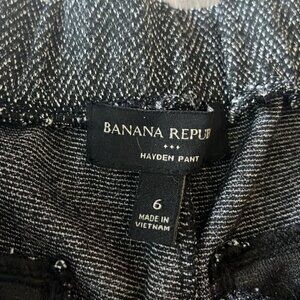 BANANA REPU
+++
HAYDEN PANT
6
MADE IN
VIETNAM